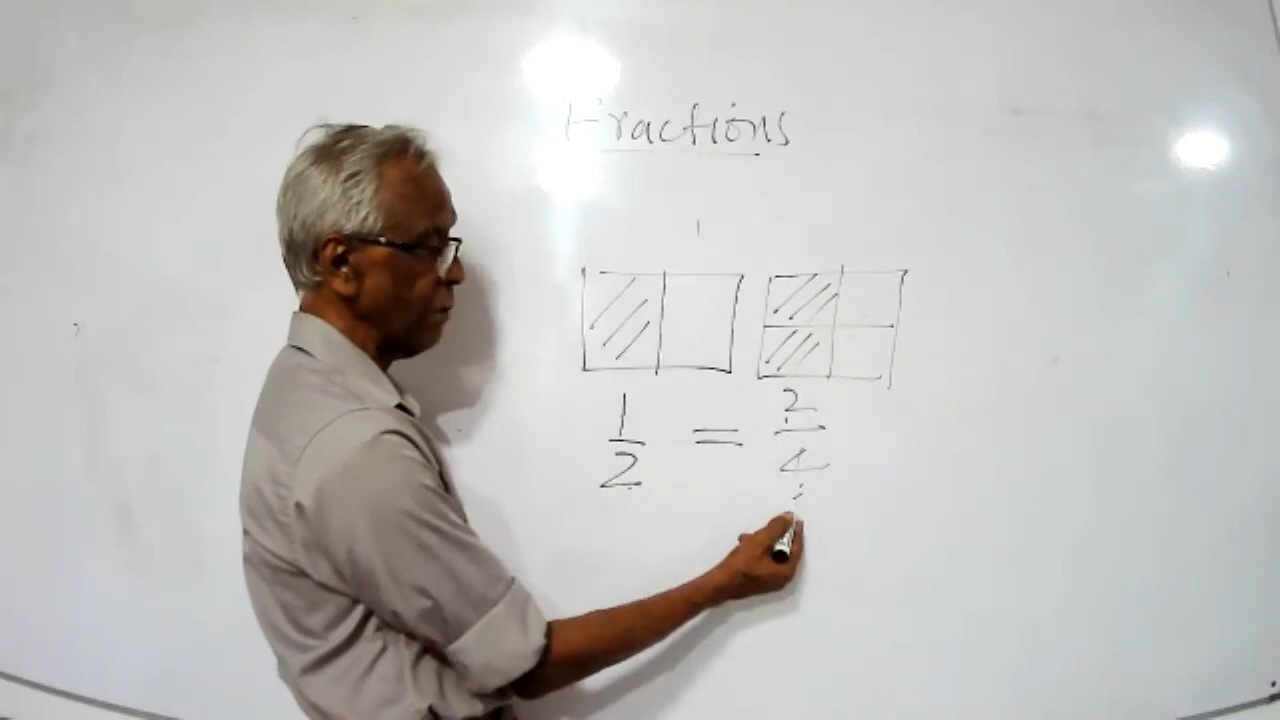 Fractions
1/2 = 2/4